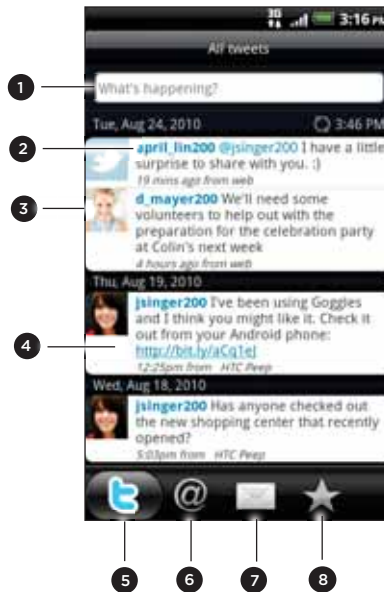 3G 3:16 PM
All tweets
1 What's happening?
Tue, Aug 24, 2010 3:46 PM
2 april_lin200 @jsinger200 I have a little
surprise to share with you. :)
19 mins ago from web
3 d_mayer200 We'll need some
volunteers to help out with the
preparation for the celebration party
at Colin's next week
4 hours ago from web
Thu, Aug 19, 2010
jsinger200 I've been using Goggles
and I think you might like it. Check it
out from your Android phone:
4 http://bit.ly/aCq1eJ
12:25pm from HTC Peep
Wed, Aug 18, 2010
jsinger200 Has anyone checked out
the new shopping center that recently
opened?
5:03pm from HTC Peep
t @
5 6 7 8